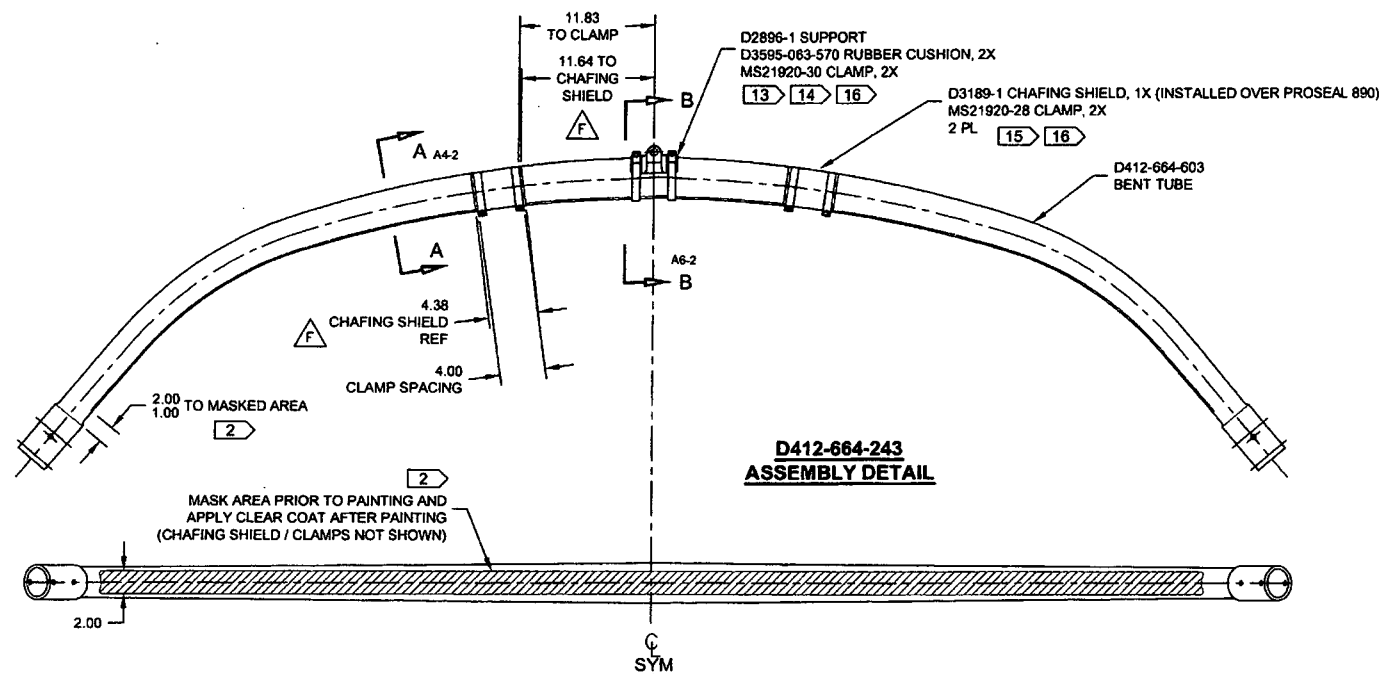 11.83
TO CLAMP
11.64 TO
CHAFING
SHIELD
F
B
D2896-1 SUPPORT
D3595-063-570 RUBBER CUSHION, 2X
MS21920-30 CLAMP, 2X
13 14 16
D3189-1 CHAFING SHIELD, 1X (INSTALLED OVER PROSEAL 890)
MS21920-28 CLAMP, 2X
2 PL 15 16
D412-664-603
BENT TUBE
A A4-2
A
A6-2
B
4.38
CHAFING SHIELD
REF
F
4.00
CLAMP SPACING
2.00
1.00 TO MASKED AREA
2
D412-664-243
ASSEMBLY DETAIL
2
MASK AREA PRIOR TO PAINTING AND
APPLY CLEAR COAT AFTER PAINTING
(CHAFING SHIELD / CLAMPS NOT SHOWN)
2.00
CL
SYM